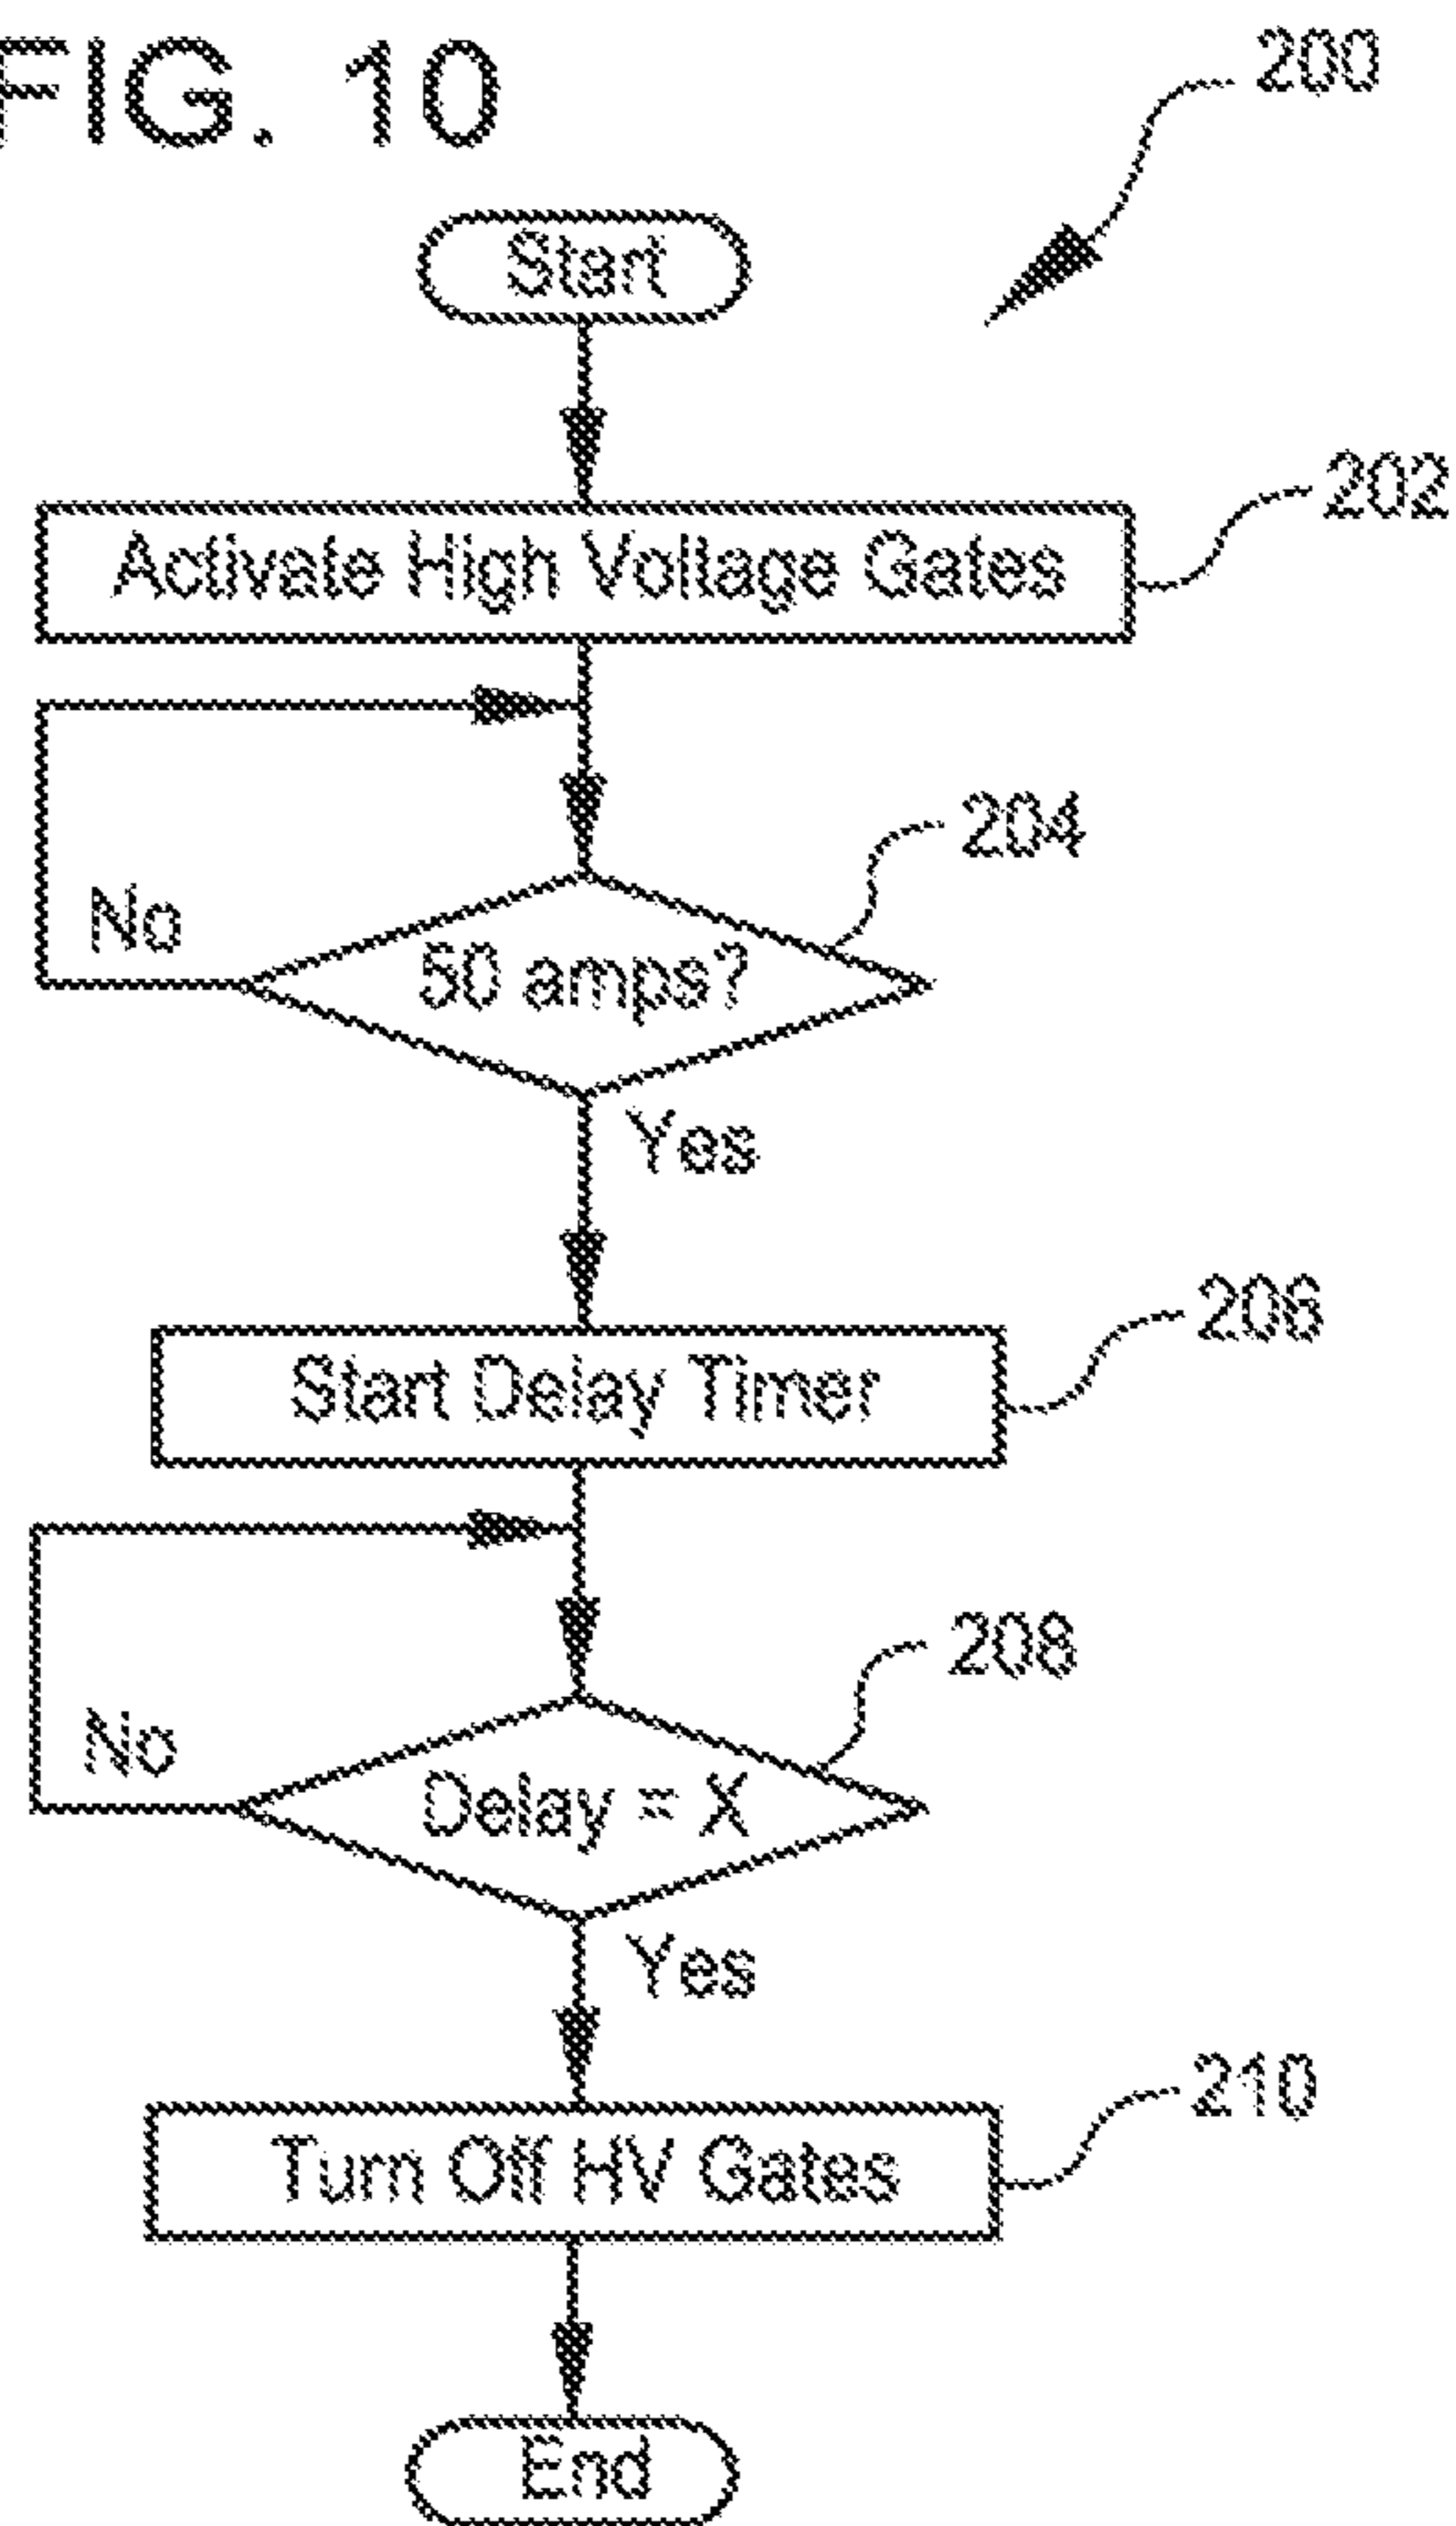 FIG. 10
200
Start
202
Activate High Voltage Gates
204
No
50 amps?
Yes
206
Start Delay Timer
208
No
Delay = X
Yes
210
Turn Off HV Gates
End